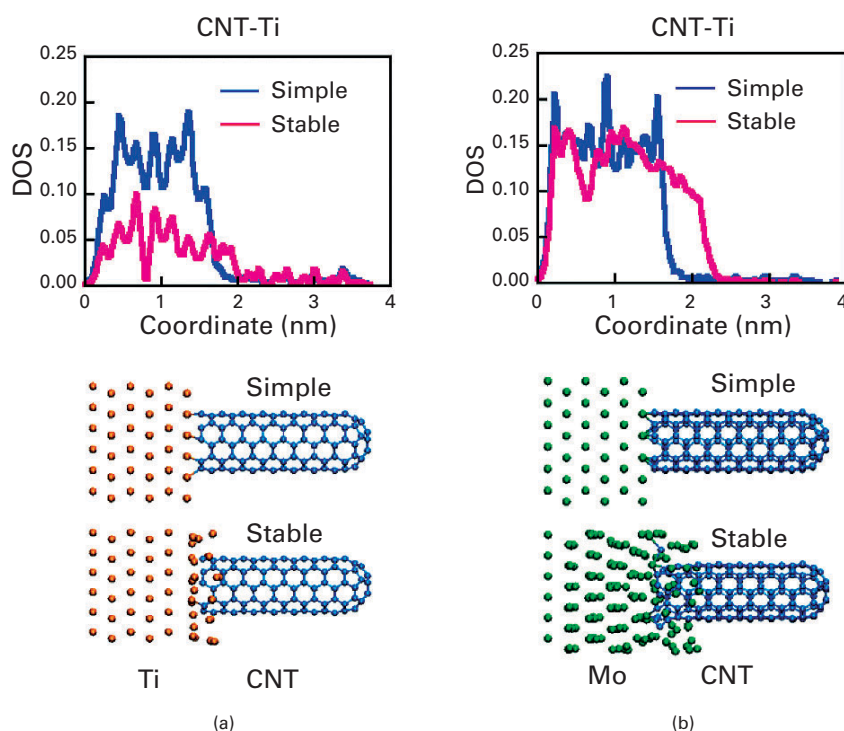 CNT-Ti
0.25
0.20
0.15
0.10
0.05
0.00
DOS
Simple
Stable
0
1
2
3
4
Coordinate (nm)
Simple
Stable
Ti
CNT
(a)
CNT-Ti
0.25
0.20
0.15
0.10
0.05
0.00
DOS
Simple
Stable
0
1
2
3
4
Coordinate (nm)
Simple
Stable
Mo
CNT
(b)